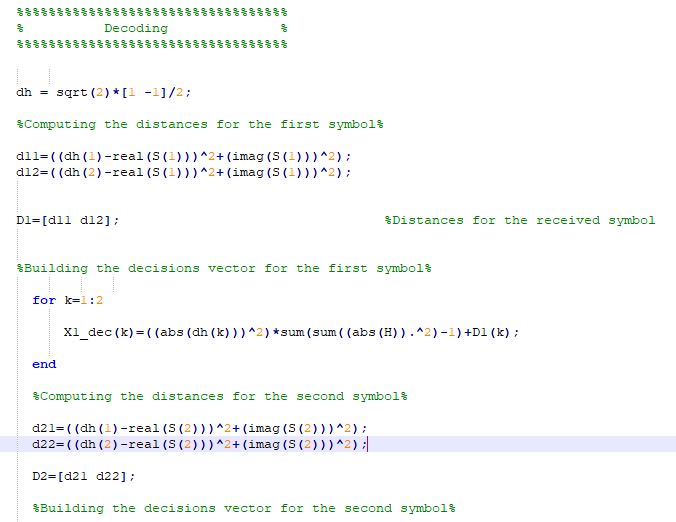 %%%%%%%%%%%%%%%%%%%%%%%%%%%%%%%%%%
% Decoding %
%%%%%%%%%%%%%%%%%%%%%%%%%%%%%%%%%%
dh = sqrt(2)*[1 -1]/2;
%Computing the distances for the first symbol%
d11=((dh(1)-real(S(1)))^2+(imag(S(1)))^2);
d12=((dh(2)-real(S(1)))^2+(imag(S(1)))^2);
D1=[d11 d12]; %Distances for the received symbol
%Building the decisions vector for the first symbol%
for k=1:2
X1_dec(k)=((abs(dh(k)))^2)*sum(sum((abs(H)).^2)-1)+D1(k);
end
%Computing the distances for the second symbol%
d21=((dh(1)-real(S(2)))^2+(imag(S(2)))^2);
d22=((dh(2)-real(S(2)))^2+(imag(S(2)))^2);
D2=[d21 d22];
%Building the decisions vector for the second symbol%